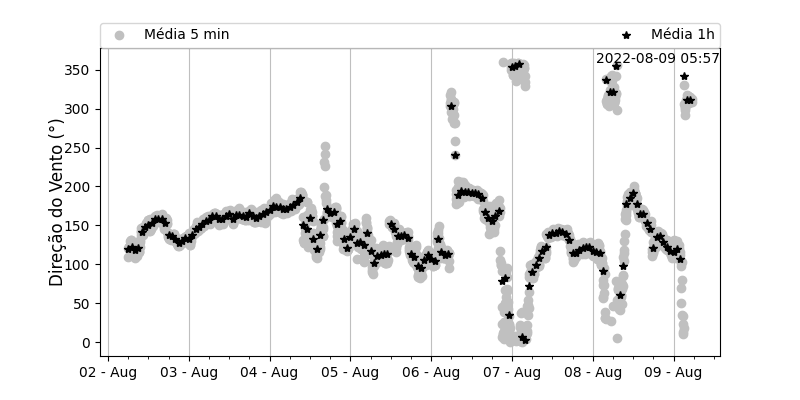 Média 5 min
Média 1h
2022-08-09 05:57
Direção do Vento (°)
350
300
250
200
150
100
50
0
02 - Aug
03 - Aug
04 - Aug
05 - Aug
06 - Aug
07 - Aug
08 - Aug
09 - Aug